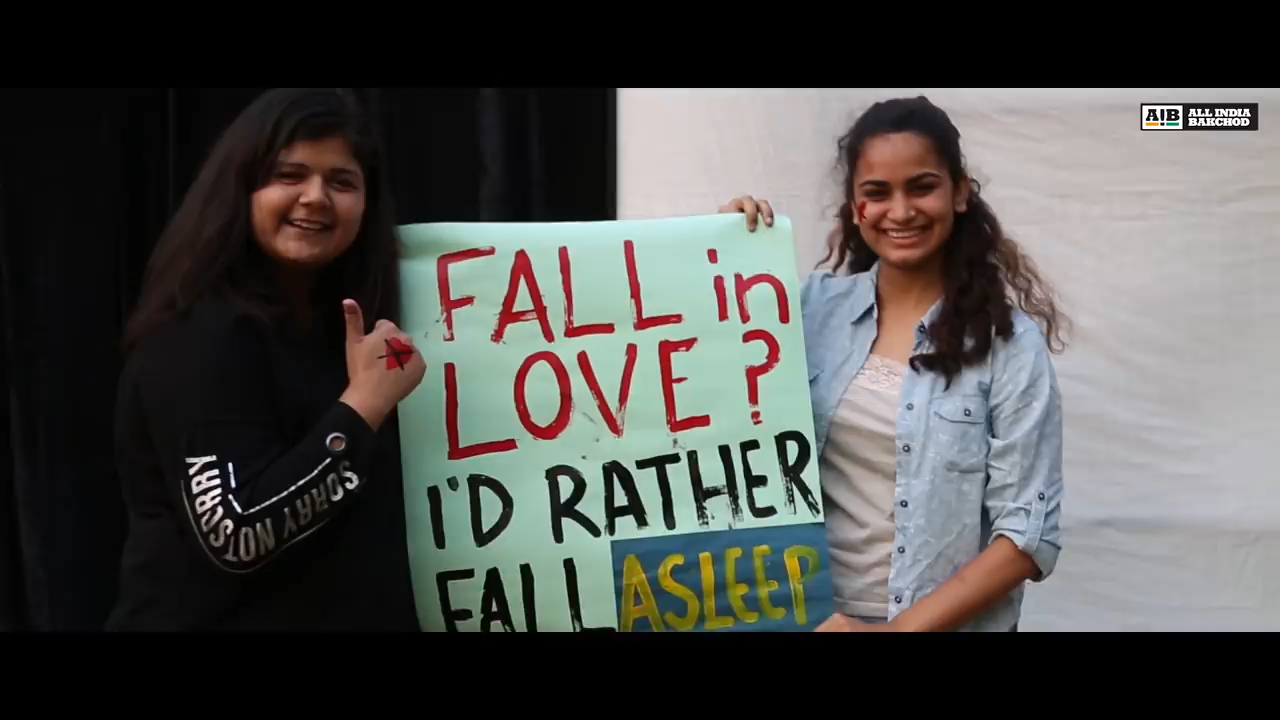 A!B ALL INDIA
BAKCHOD
FALL in
LOVE?
I'D RATHER
FALL ASLEEP
SORRY NOT SORRY